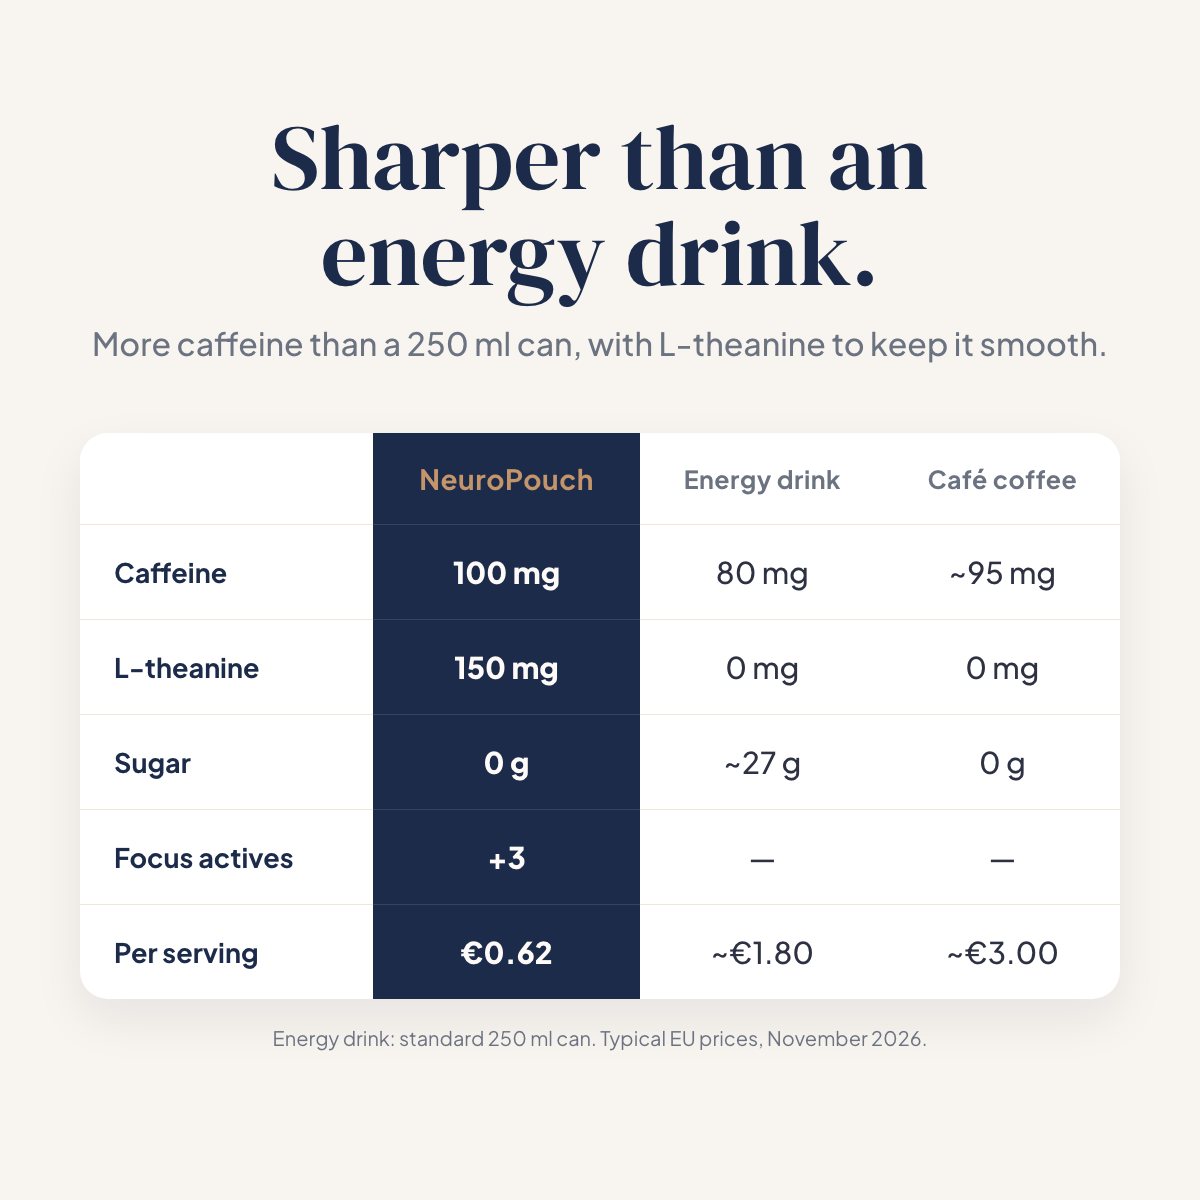 Sharper than an
energy drink.
More caffeine than a 250 ml can, with L-theanine to keep it smooth.
NeuroPouch Energy drink Café coffee
Caffeine 100 mg 80 mg ~95 mg
L-theanine 150 mg 0 mg 0 mg
Sugar 0 g ~27 g 0 g
Focus actives +3 — —
Per serving €0.62 ~€1.80 ~€3.00
Energy drink: standard 250 ml can. Typical EU prices, November 2026.